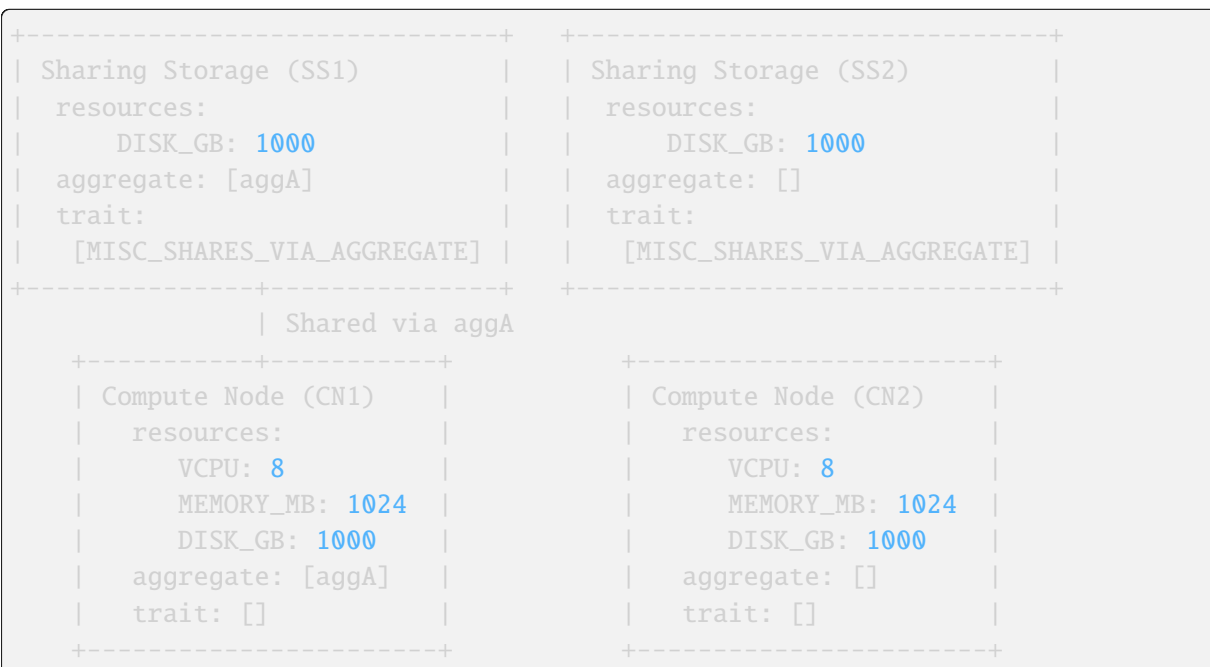 +-------------------------------+   +-------------------------------+
| Sharing Storage (SS1)         |   | Sharing Storage (SS2)         |
|  resources:                   |   |  resources:                   |
|      DISK_GB: 1000            |   |      DISK_GB: 1000            |
|  aggregate: [aggA]            |   |  aggregate: []                |
|  trait:                       |   |  trait:                       |
|   [MISC_SHARES_VIA_AGGREGATE] |   |   [MISC_SHARES_VIA_AGGREGATE] |
+---------------+---------------+   +-------------------------------+
                | Shared via aggA
    +-----------+-----------+           +-----------------------+
    | Compute Node (CN1)    |           | Compute Node (CN2)    |
    |   resources:          |           |   resources:          |
    |      VCPU: 8          |           |      VCPU: 8          |
    |      MEMORY_MB: 1024  |           |      MEMORY_MB: 1024  |
    |      DISK_GB: 1000    |           |      DISK_GB: 1000    |
    |   aggregate: [aggA]   |           |   aggregate: []       |
    |   trait: []           |           |   trait: []           |
    +-----------------------+           +-----------------------+